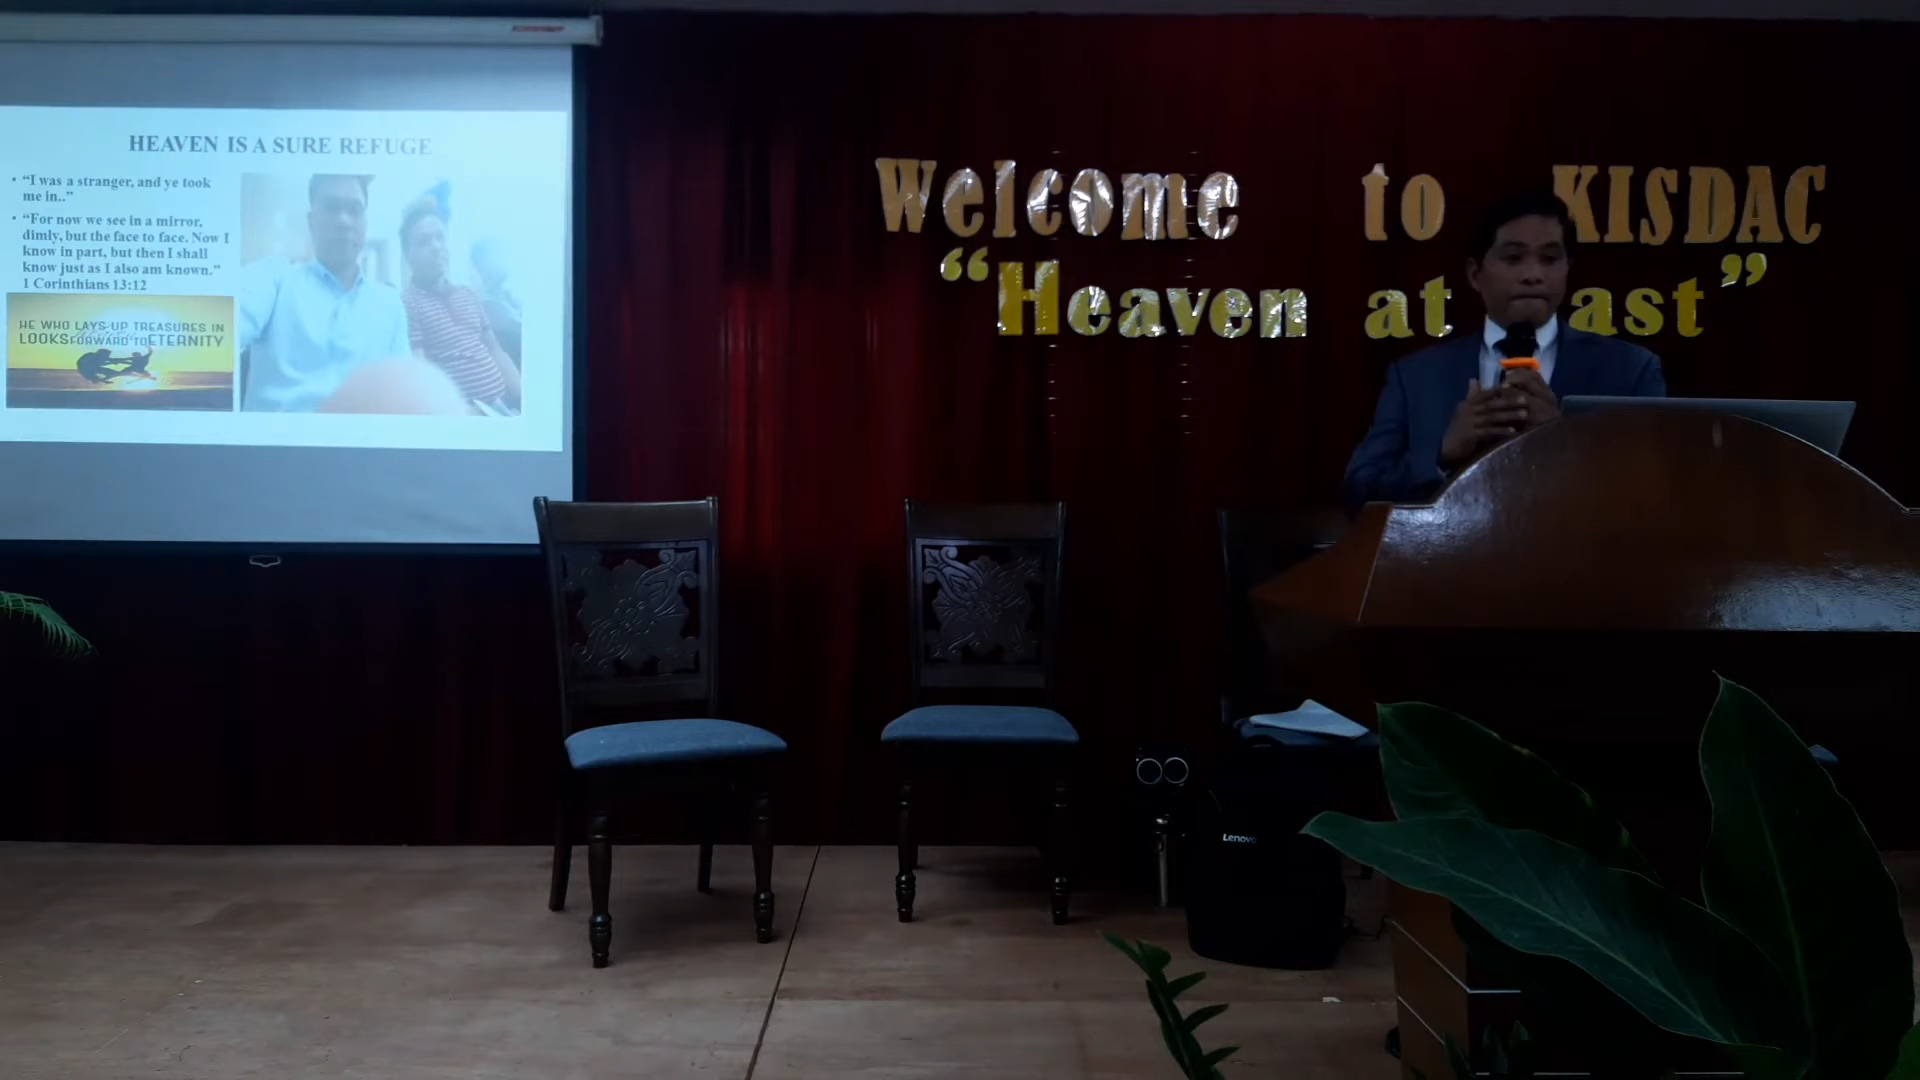 HEAVEN IS A SURE REFUGE
• “I was a stranger, and ye took
me in..”
• “For now we see in a mirror,
dimly, but the face to face. Now I
know in part, but then I shall
know just as I also am known.”
1 Corinthians 13:12
HE WHO LAYS UP TREASURES IN
LOOKS FORWARD TO ETERNITY
Welcome to KISDAC
“Heaven at ast”
Lenovo